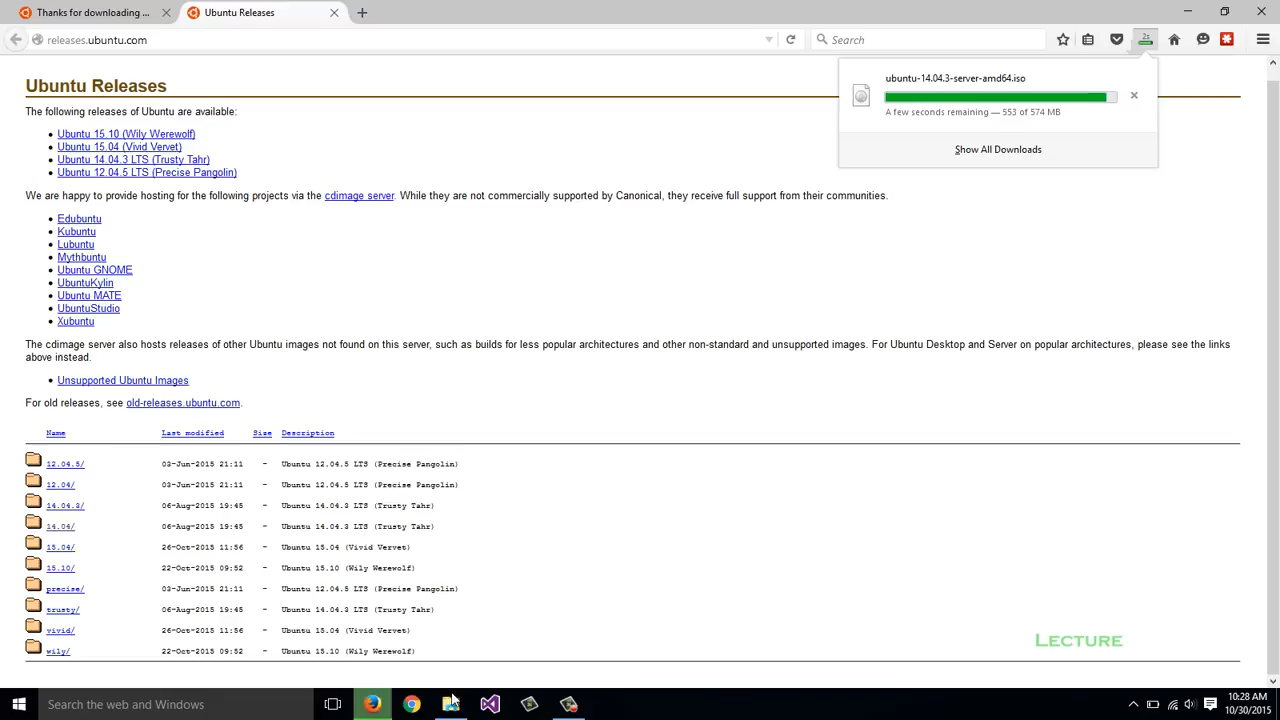 Thanks for downloading ...
Ubuntu Releases
releases.ubuntu.com
Search
2s
ubuntu-14.04.3-server-amd64.iso
A few seconds remaining — 553 of 574 MB
Show All Downloads
Ubuntu Releases
The following releases of Ubuntu are available:
Ubuntu 15.10 (Wily Werewolf)
Ubuntu 15.04 (Vivid Vervet)
Ubuntu 14.04.3 LTS (Trusty Tahr)
Ubuntu 12.04.5 LTS (Precise Pangolin)
We are happy to provide hosting for the following projects via the cdimage server. While they are not commercially supported by Canonical, they receive full support from their communities.
Edubuntu
Kubuntu
Lubuntu
Mythbuntu
Ubuntu GNOME
UbuntuKylin
Ubuntu MATE
UbuntuStudio
Xubuntu
The cdimage server also hosts releases of other Ubuntu images not found on this server, such as builds for less popular architectures and other non-standard and unsupported images. For Ubuntu Desktop and Server on popular architectures, please see the links
above instead.
Unsupported Ubuntu Images
For old releases, see old-releases.ubuntu.com.
Name Last modified Size Description
12.04.5/ 03-Jun-2015 21:11 - Ubuntu 12.04.5 LTS (Precise Pangolin)
12.04/ 03-Jun-2015 21:11 - Ubuntu 12.04.5 LTS (Precise Pangolin)
14.04.3/ 06-Aug-2015 19:45 - Ubuntu 14.04.3 LTS (Trusty Tahr)
14.04/ 06-Aug-2015 19:45 - Ubuntu 14.04.3 LTS (Trusty Tahr)
15.04/ 26-Oct-2015 11:56 - Ubuntu 15.04 (Vivid Vervet)
15.10/ 22-Oct-2015 09:52 - Ubuntu 15.10 (Wily Werewolf)
precise/ 03-Jun-2015 21:11 - Ubuntu 12.04.5 LTS (Precise Pangolin)
trusty/ 06-Aug-2015 19:45 - Ubuntu 14.04.3 LTS (Trusty Tahr)
vivid/ 26-Oct-2015 11:56 - Ubuntu 15.04 (Vivid Vervet)
wily/ 22-Oct-2015 09:52 - Ubuntu 15.10 (Wily Werewolf)
LECTURE
Search the web and Windows
10:28 AM
10/30/2015